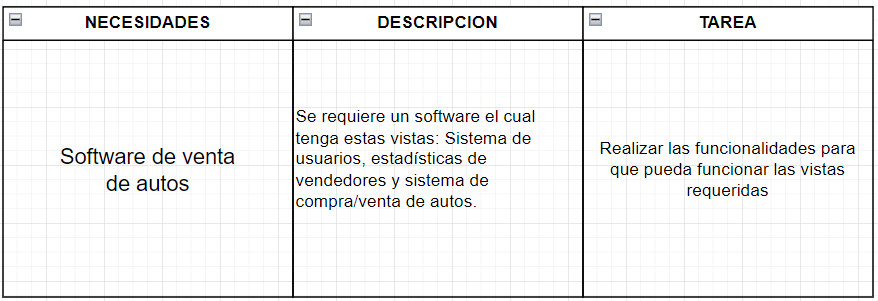 NECESIDADES
DESCRIPCION
TAREA
Software de venta
de autos
Se requiere un software el cual
tenga estas vistas: Sistema de
usuarios, estadísticas de
vendedores y sistema de
compra/venta de autos.
Realizar las funcionalidades para
que pueda funcionar las vistas
requeridas